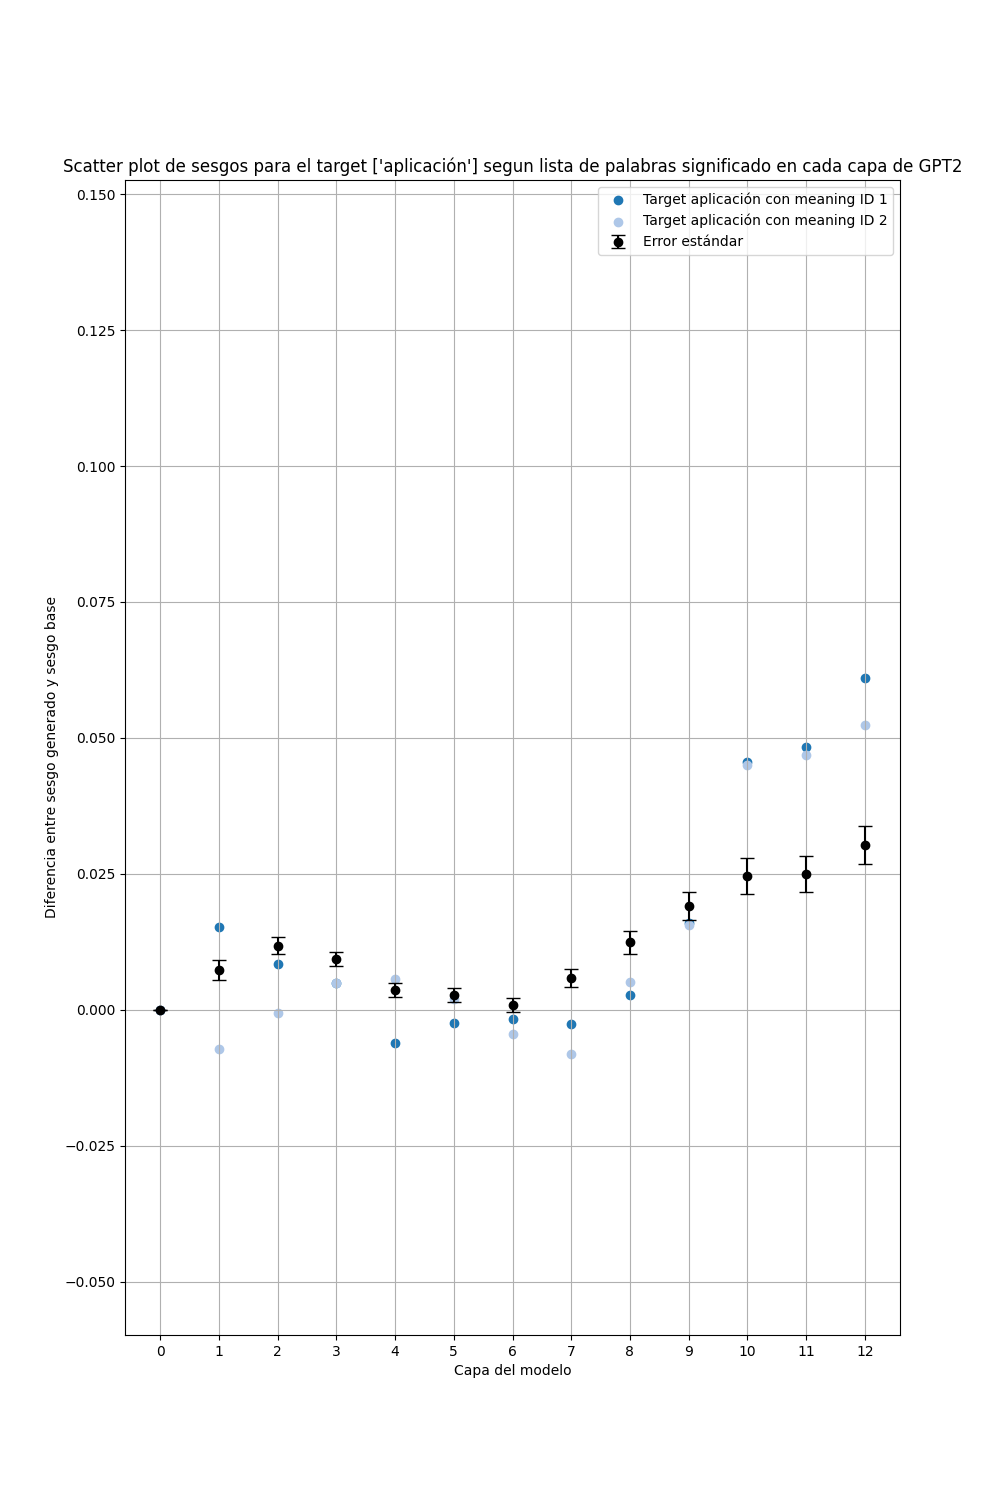 Scatter plot de sesgos para el target ['aplicación'] segun lista de palabras significado en cada capa de GPT2
Target aplicación con meaning ID 1
Target aplicación con meaning ID 2
Error estándar
Diferencia entre sesgo generado y sesgo base
0.150
0.125
0.100
0.075
0.050
0.025
0.000
−0.025
−0.050
0 1 2 3 4 5 6 7 8 9 10 11 12
Capa del modelo